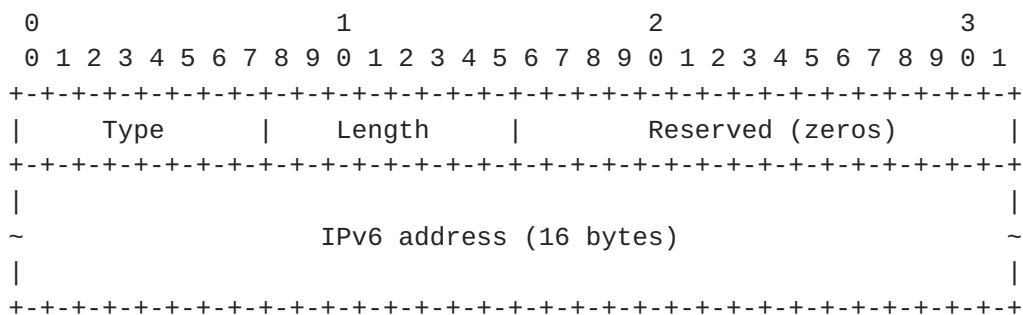 0                   1                   2                   3
0 1 2 3 4 5 6 7 8 9 0 1 2 3 4 5 6 7 8 9 0 1 2 3 4 5 6 7 8 9 0 1
+-+-+-+-+-+-+-+-+-+-+-+-+-+-+-+-+-+-+-+-+-+-+-+-+-+-+-+-+-+-+-+-+
|     Type      |    Length     |        Reserved (zeros)       |
+-+-+-+-+-+-+-+-+-+-+-+-+-+-+-+-+-+-+-+-+-+-+-+-+-+-+-+-+-+-+-+-+
|                                                               |
~                   IPv6 address (16 bytes)                     ~
|                                                               |
+-+-+-+-+-+-+-+-+-+-+-+-+-+-+-+-+-+-+-+-+-+-+-+-+-+-+-+-+-+-+-+-+